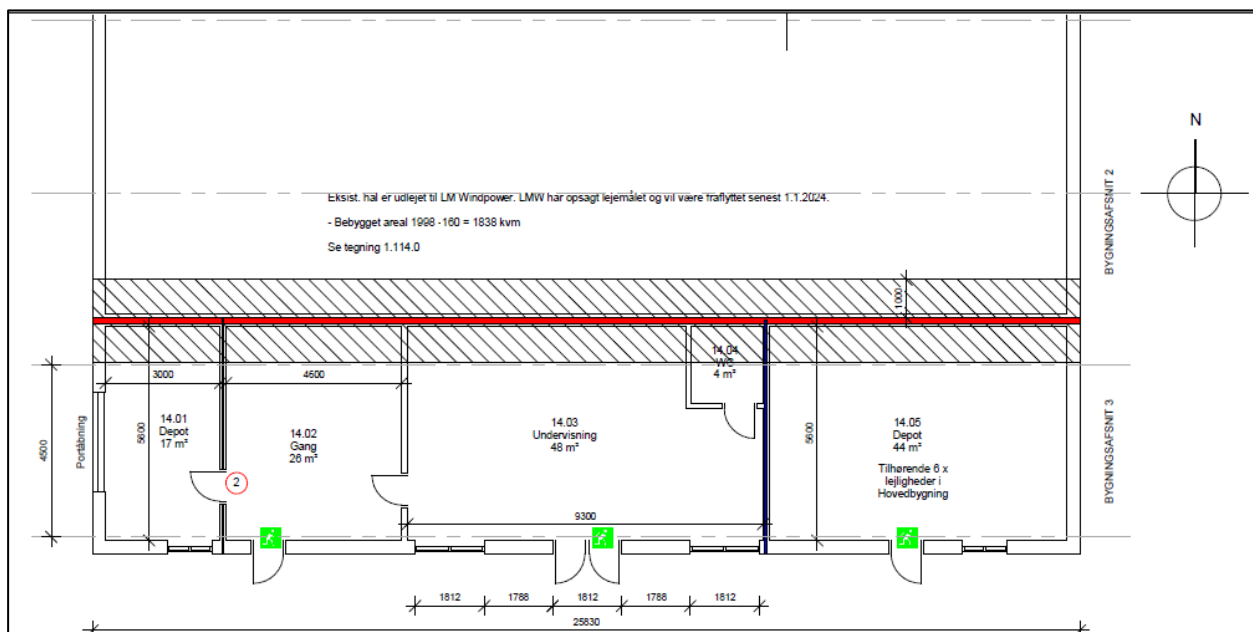 N
Eksist. hal er udlejet til LM Windpower. LMW har opsagt lejemålet og vil være fraflyttet senest 1.1.2024.
- Bebygget areal 1998 -160 = 1838 kvm
Se tegning 1.114.0
BYGNINGSAFSNIT 2
1000
14.04
WC
4 m²
3000
4600
4500
Portåbning
5600
14.01
Depot
17 m²
14.02
Gang
26 m²
2
14.03
Undervisning
48 m²
5600
14.05
Depot
44 m²
Tilhørende 6 x
lejligheder i
Hovedbygning
BYGNINGSAFSNIT 3
9300
1812
1788
1812
1788
1812
25830